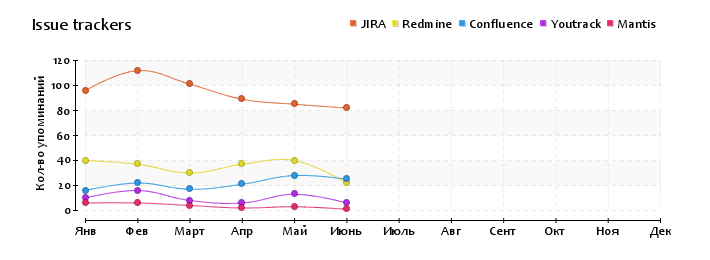 Issue trackers
JIRA Redmine Confluence Youtrack Mantis
Кол-во упоминаний
120
100
80
60
40
20
0
Янв Фев Март Апр Май Июнь Июль Авг Сент Окт Ноя Дек